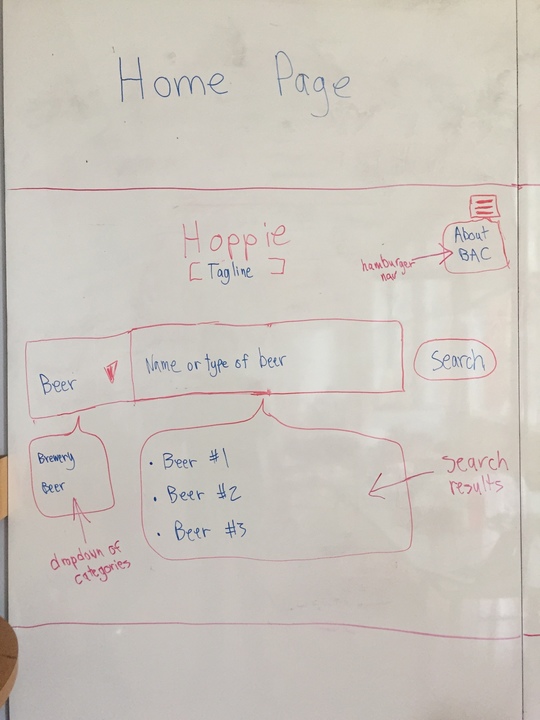 Home Page
Hoppie
[Tagline]
About
BAC
hamburger
nav
Beer
Name or type of beer
Search
Brewery
Beer
• Beer #1
• Beer #2
• Beer #3
search
results
dropdown of
categories